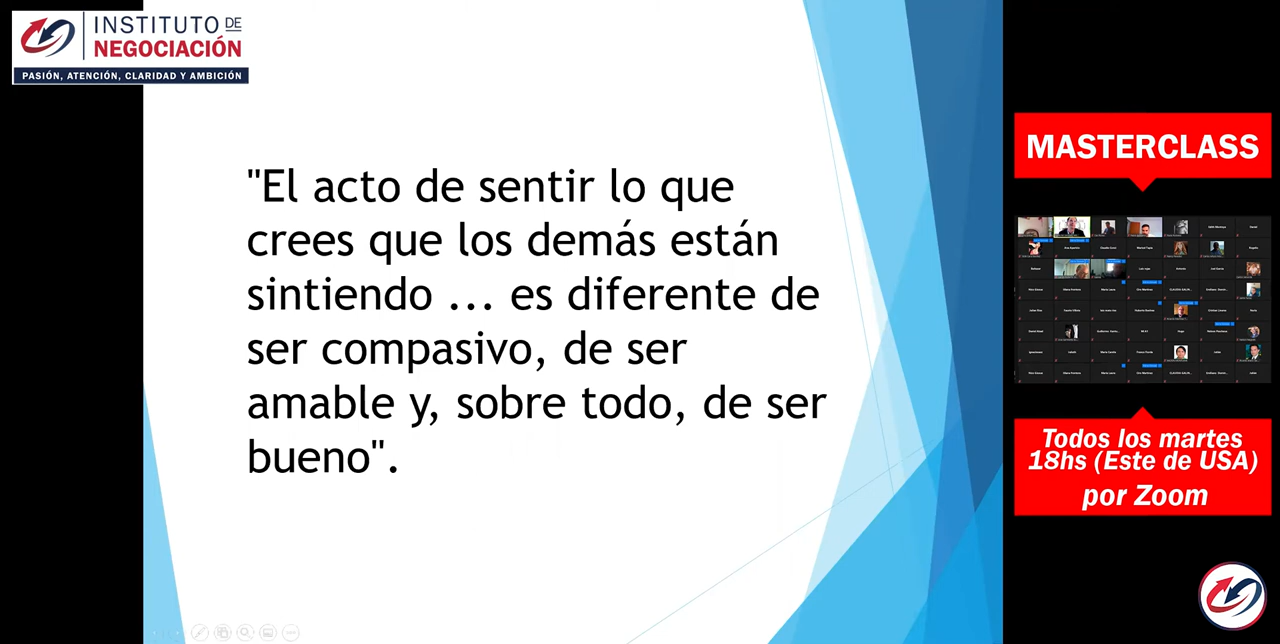 INSTITUTO DE
NEGOCIACIÓN
PASIÓN, ATENCIÓN, CLARIDAD Y AMBICIÓN
"El acto de sentir lo que
crees que los demás están
sintiendo ... es diferente de
ser compasivo, de ser
amable y, sobre todo, de ser
bueno".
MASTERCLASS
Todos los martes
18hs (Este de USA)
por Zoom